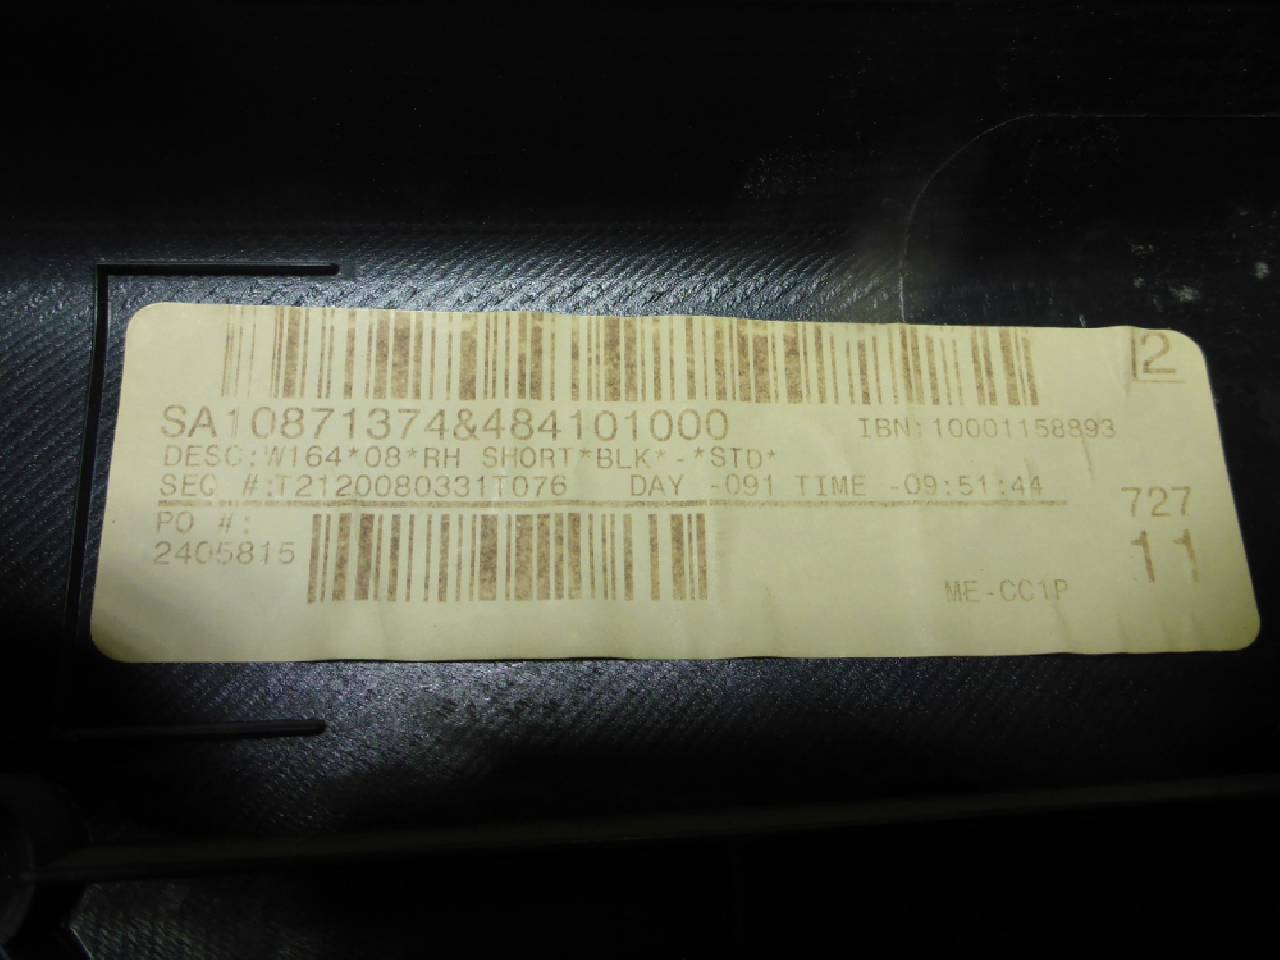 2
SA10871374&484101000 IBN:10001158893
DESC:W164*08*RH SHORT*BLK*-*STD*
SEG #:T2120080331T076 DAY -091 TIME -09:51:44
PO #: 727
2405815 11
ME-CC1P